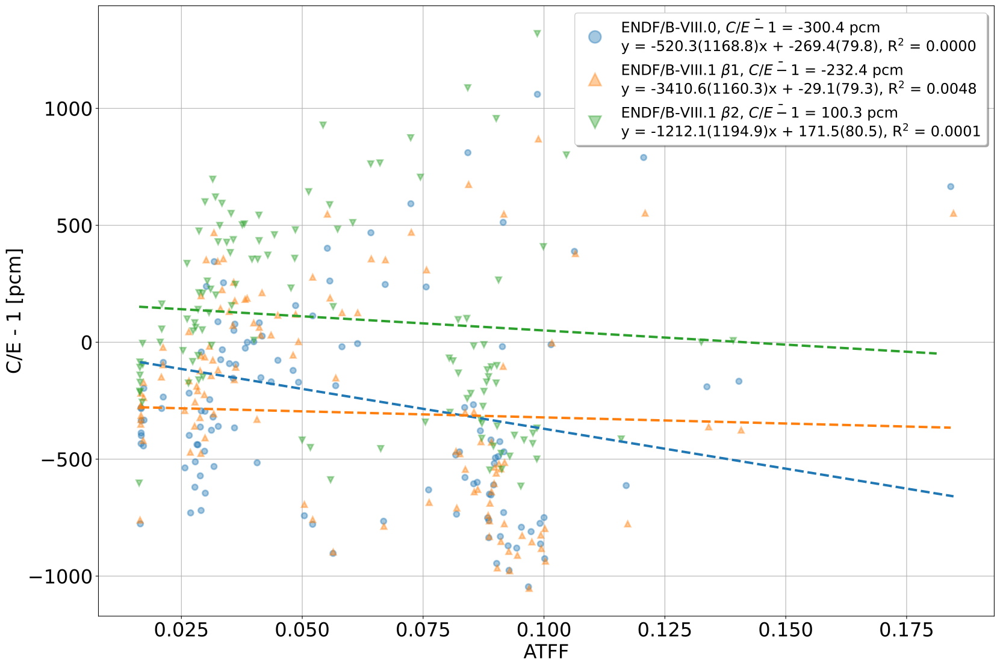 ENDF/B-VIII.0, C/E − 1 = -300.4 pcm
y = -520.3(1168.8)x + -269.4(79.8), R² = 0.0000
ENDF/B-VIII.1 β1, C/E − 1 = -232.4 pcm
y = -3410.6(1160.3)x + -29.1(79.3), R² = 0.0048
ENDF/B-VIII.1 β2, C/E − 1 = 100.3 pcm
y = -1212.1(1194.9)x + 171.5(80.5), R² = 0.0001
1000
500
0
−500
−1000
C/E - 1 [pcm]
0.025 0.050 0.075 0.100 0.125 0.150 0.175
ATFF